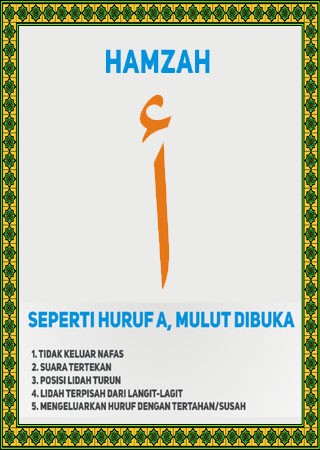 HAMZAH
أ
SEPERTI HURUF A, MULUT DIBUKA
1. TIDAK KELUAR NAFAS
2. SUARA TERTEKAN
3. POSISI LIDAH TURUN
4. LIDAH TERPISAH DARI LANGIT-LAGIT
5. MENGELUARKAN HURUF DENGAN TERTAHAN/SUSAH